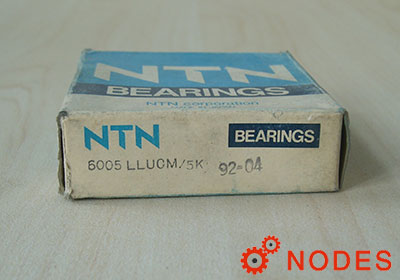 NTN
BEARINGS
NTN corporation
NTN
BEARINGS
6005 LLUCM/5K
92-04
NODES